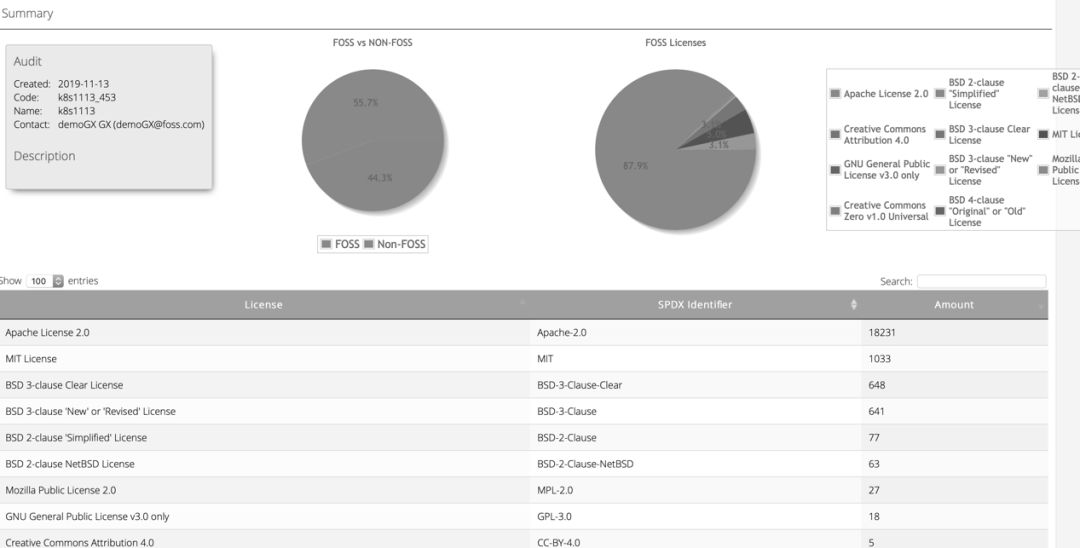 Summary
Audit
Created: 2019-11-13
Code: k8s1113_453
Name: k8s1113
Contact: demoGX GX (demoGX@foss.com)
Description
FOSS vs NON-FOSS
55.7%
44.3%
FOSS Non-FOSS
FOSS Licenses
87.9%
3.1%
Apache License 2.0
Creative Commons
Attribution 4.0
GNU General Public
License v3.0 only
Creative Commons
Zero v1.0 Universal
BSD 2-clause
"Simplified"
License
BSD 3-clause Clear
License
BSD 3-clause "New"
or "Revised"
License
BSD 4-clause
"Original" or "Old"
License
BSD 2-
clause
NetBSD
Licens
MIT Lic
Mozilla
Public
Licens
Show 100 entries
Search:
License SPDX Identifier Amount
Apache License 2.0 Apache-2.0 18231
MIT License MIT 1033
BSD 3-clause Clear License BSD-3-Clause-Clear 648
BSD 3-clause 'New' or 'Revised' License BSD-3-Clause 641
BSD 2-clause 'Simplified' License BSD-2-Clause 77
BSD 2-clause NetBSD License BSD-2-Clause-NetBSD 63
Mozilla Public License 2.0 MPL-2.0 27
GNU General Public License v3.0 only GPL-3.0 18
Creative Commons Attribution 4.0 CC-BY-4.0 5